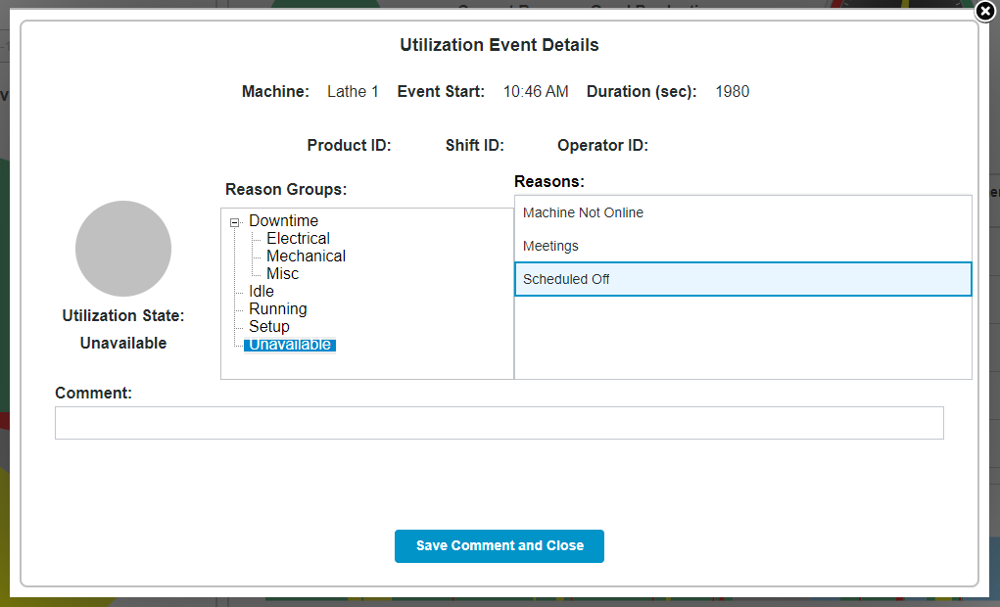 Utilization Event Details
Machine: Lathe 1 Event Start: 10:46 AM Duration (sec): 1980
Product ID: Shift ID: Operator ID:
Reason Groups:
Downtime
Electrical
Mechanical
Misc
Idle
Running
Setup
Unavailable
Reasons:
Machine Not Online
Meetings
Scheduled Off
Utilization State:
Unavailable
Comment:
Save Comment and Close